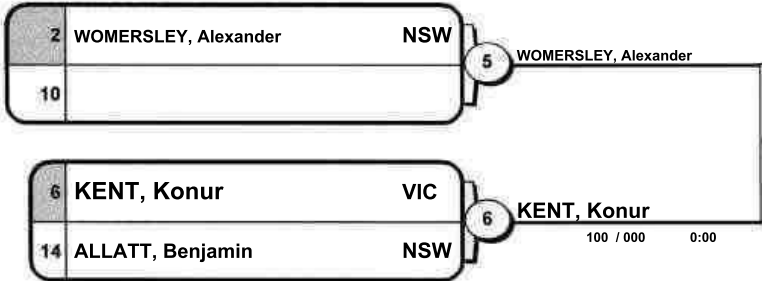 2 WOMERSLEY, Alexander NSW
5 WOMERSLEY, Alexander
10
6 KENT, Konur VIC
6 KENT, Konur
14 ALLATT, Benjamin NSW
100 / 000 0:00